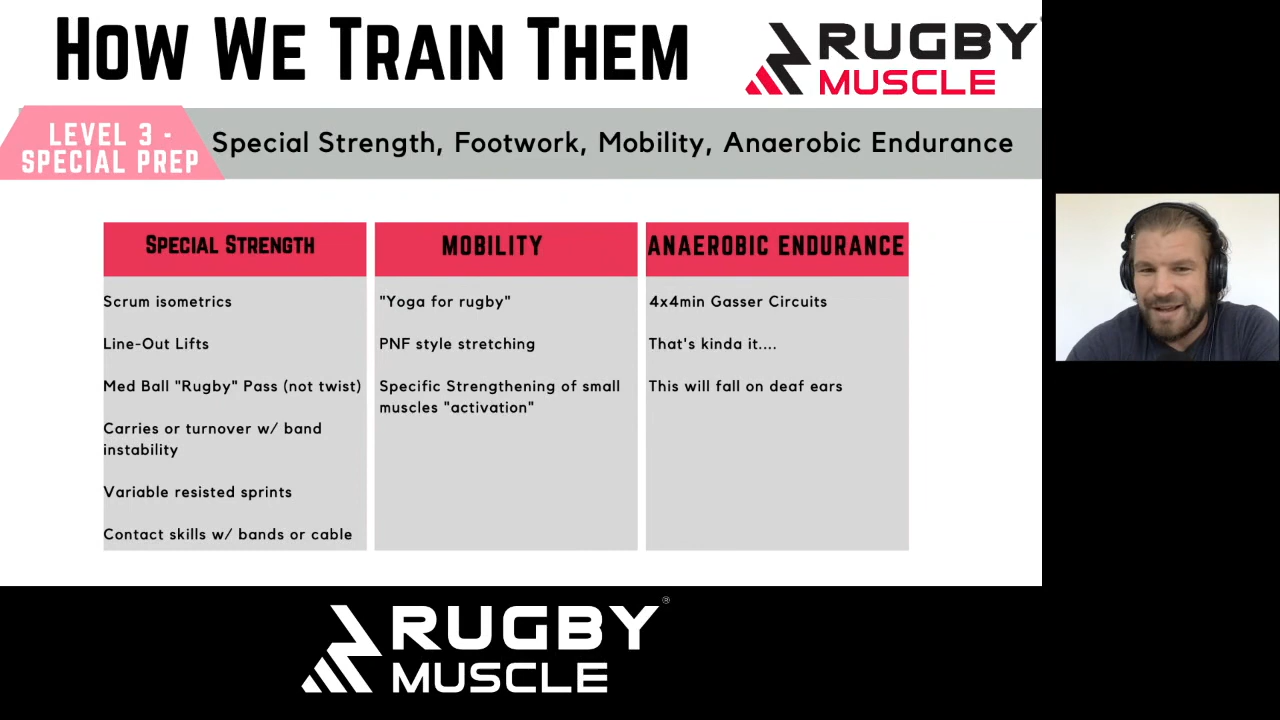 HOW WE TRAIN THEM
RUGBY
MUSCLE
LEVEL 3 -
SPECIAL PREP
Special Strength, Footwork, Mobility, Anaerobic Endurance
SPECIAL STRENGTH
Scrum isometrics
Line-Out Lifts
Med Ball "Rugby" Pass (not twist)
Carries or turnover w/ band
instability
Variable resisted sprints
Contact skills w/ bands or cable
MOBILITY
"Yoga for rugby"
PNF style stretching
Specific Strengthening of small
muscles "activation"
ANAEROBIC ENDURANCE
4x4min Gasser Circuits
That's kinda it....
This will fall on deaf ears
RUGBY®
MUSCLE